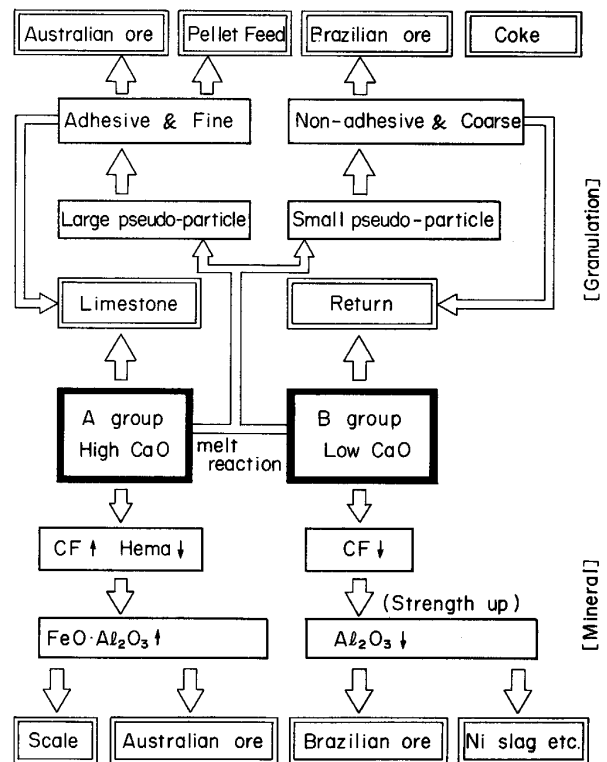 Australian ore
Pellet Feed
Brazilian ore
Coke
Adhesive & Fine
Non-adhesive & Coarse
Large pseudo-particle
Small pseudo-particle
[Granulation]
Limestone
Return
A group
High CaO
melt
reaction
B group
Low CaO
CF ↑ Hema ↓
CF ↓
(Strength up)
FeO·Al₂O₃ ↑
Al₂O₃ ↓
[Mineral]
Scale
Australian ore
Brazilian ore
Ni slag etc.